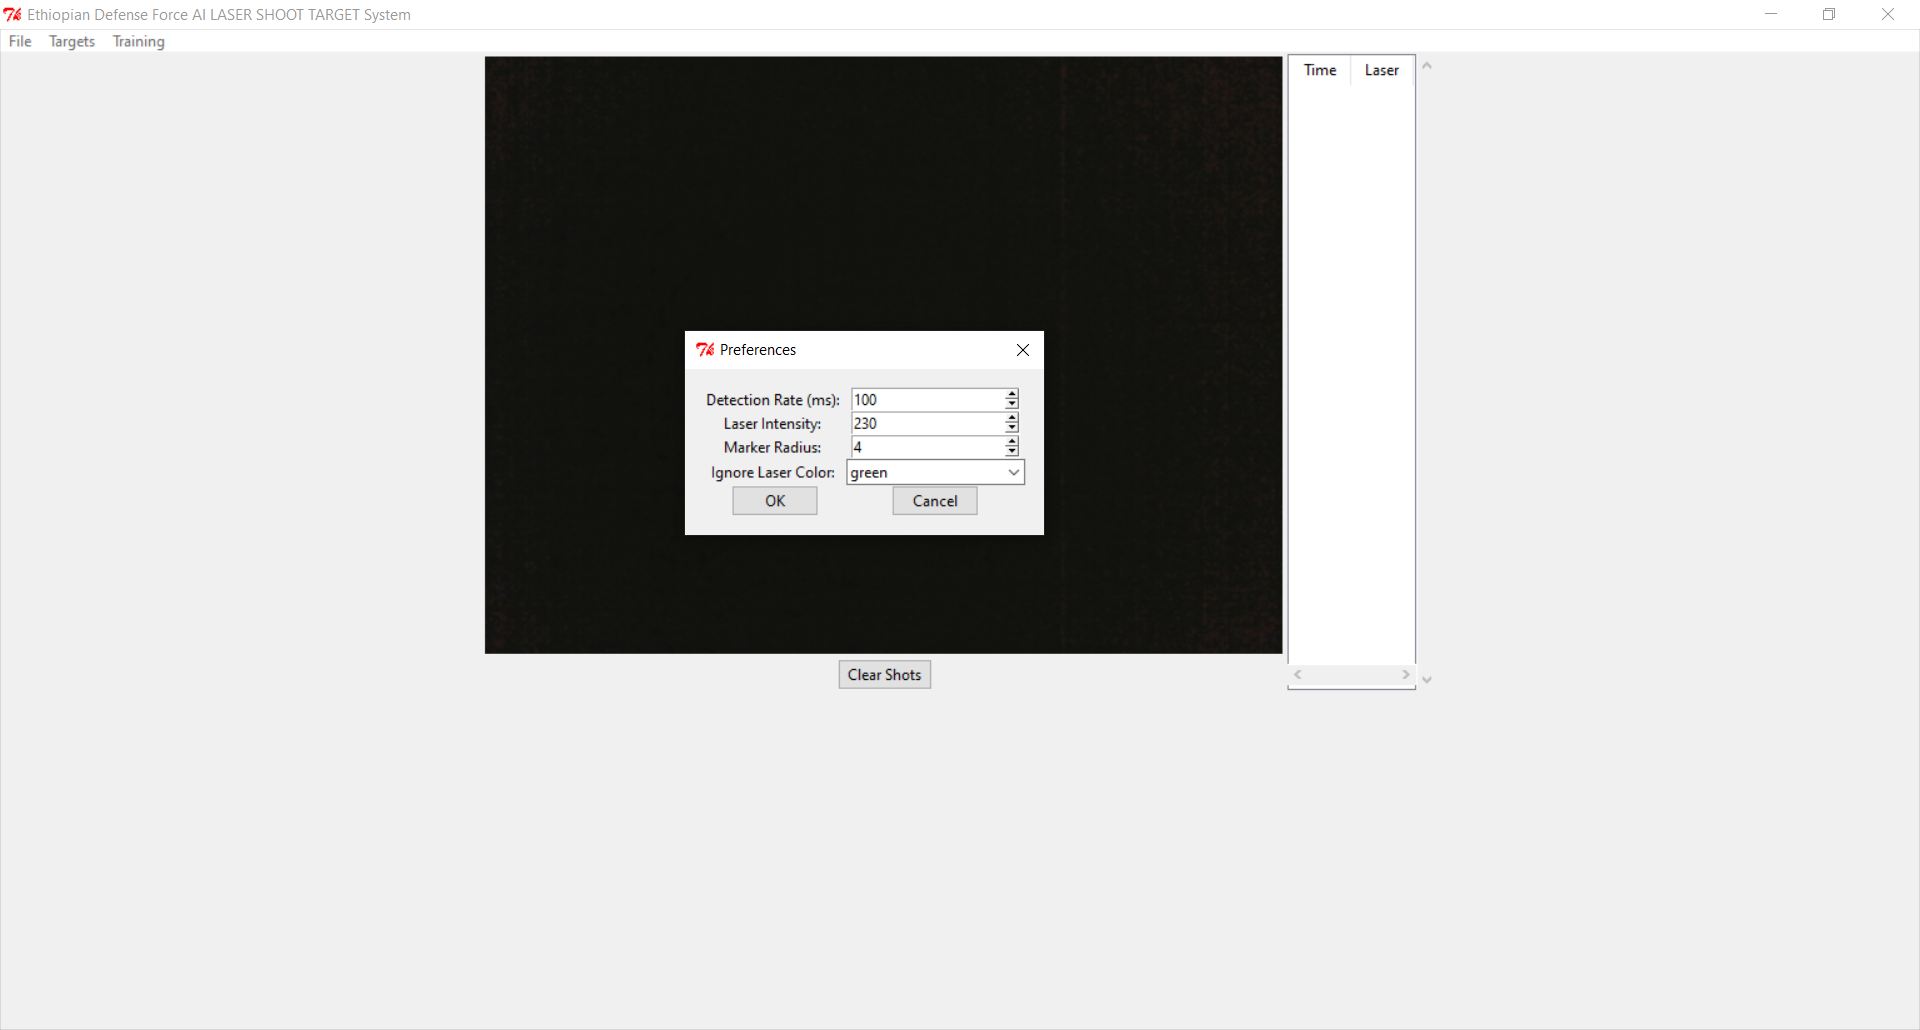 Ethiopian Defense Force AI LASER SHOOT TARGET System
File Targets Training
Time Laser
Preferences
Detection Rate (ms): 100
Laser Intensity: 230
Marker Radius: 4
Ignore Laser Color: green
OK Cancel
Clear Shots